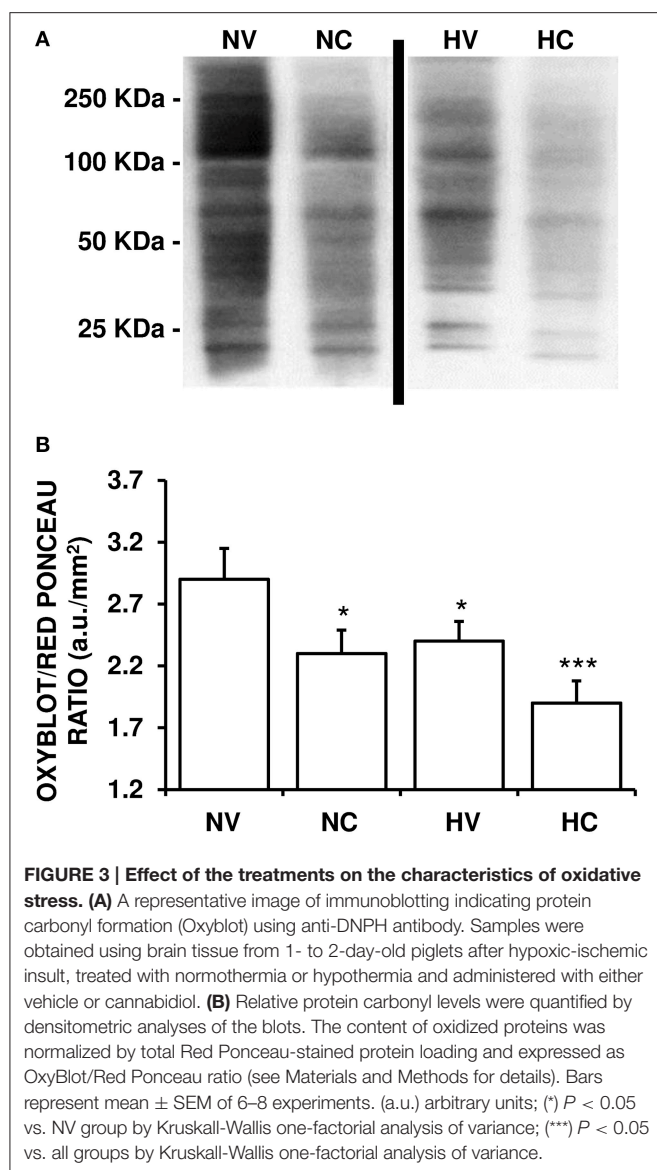 A
NV NC HV HC
250 KDa -
100 KDa -
50 KDa -
25 KDa -
B
OXYBLOT/RED PONCEAU
RATIO (a.u./mm²)
3.7
3.2
2.7
2.2
1.7
1.2
* * ***
NV NC HV HC
FIGURE 3 | Effect of the treatments on the characteristics of oxidative
stress. (A) A representative image of immunoblotting indicating protein
carbonyl formation (Oxyblot) using anti-DNPH antibody. Samples were
obtained using brain tissue from 1- to 2-day-old piglets after hypoxic-ischemic
insult, treated with normothermia or hypothermia and administered with either
vehicle or cannabidiol. (B) Relative protein carbonyl levels were quantified by
densitometric analyses of the blots. The content of oxidized proteins was
normalized by total Red Ponceau-stained protein loading and expressed as
OxyBlot/Red Ponceau ratio (see Materials and Methods for details). Bars
represent mean ± SEM of 6–8 experiments. (a.u.) arbitrary units; (*) P < 0.05
vs. NV group by Kruskall-Wallis one-factorial analysis of variance; (***) P < 0.05
vs. all groups by Kruskall-Wallis one-factorial analysis of variance.